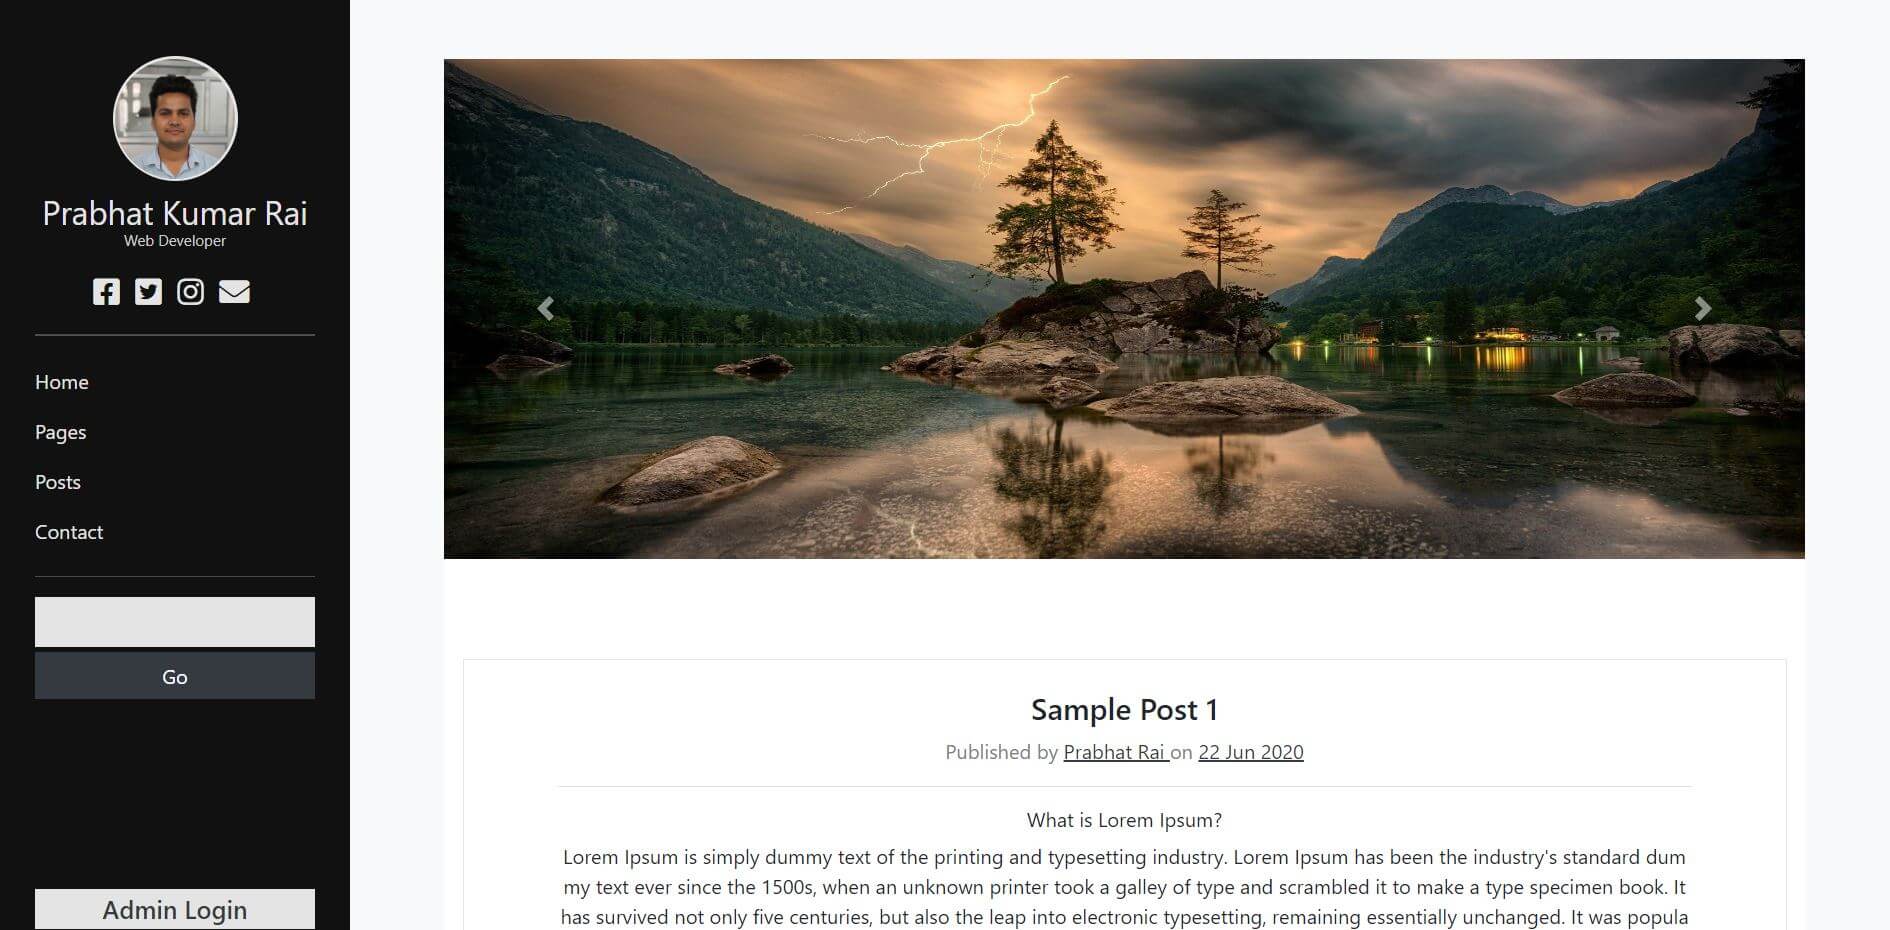 Prabhat Kumar Rai
Web Developer
Home
Pages
Posts
Contact
Go
Admin Login
Sample Post 1
Published by Prabhat Rai on 22 Jun 2020
What is Lorem Ipsum?
Lorem Ipsum is simply dummy text of the printing and typesetting industry. Lorem Ipsum has been the industry's standard dum
my text ever since the 1500s, when an unknown printer took a galley of type and scrambled it to make a type specimen book. It
has survived not only five centuries, but also the leap into electronic typesetting, remaining essentially unchanged. It was popula